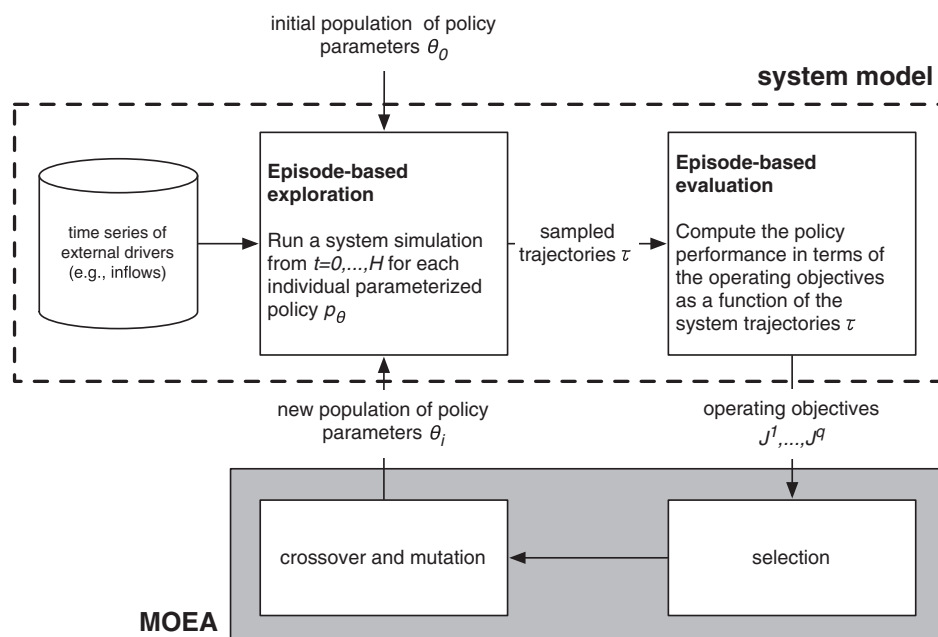 initial population of policy
parameters θ₀
system model
time series of
external drivers
(e.g., inflows)
Episode-based
exploration
Run a system simulation
from t=0,...,H for each
individual parameterized
policy p_θ
sampled
trajectories τ
Episode-based
evaluation
Compute the policy
performance in terms of
the operating objectives
as a function of the
system trajectories τ
new population of policy
parameters θᵢ
operating objectives
J¹,...,J^q
crossover and mutation
selection
MOEA